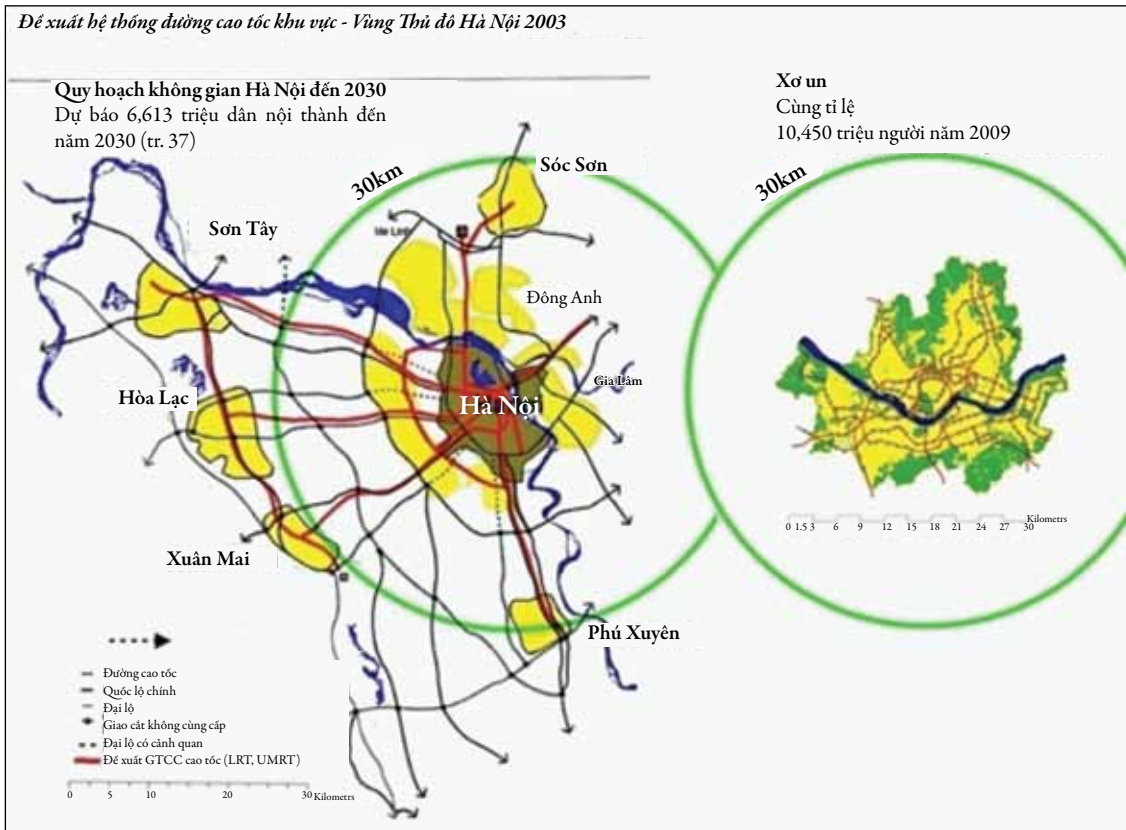 Đề xuất hệ thống đường cao tốc khu vực - Vùng Thủ đô Hà Nội 2003
Quy hoạch không gian Hà Nội đến 2030
Dự báo 6,613 triệu dân nội thành đến
năm 2030 (tr. 37)
Xơ un
Cùng tỉ lệ
10,450 triệu người năm 2009
30km
Sóc Sơn
30km
Sơn Tây
Đông Anh
Gia Lâm
Hòa Lạc
Hà Nội
Xuân Mai
Phú Xuyên
0 1.5 3 6 9 12 15 18 21 24 27 30 Kilometrs
Đường cao tốc
Quốc lộ chính
Đại lộ
Giao cắt không cùng cấp
Đại lộ có cảnh quan
Đề xuất GTCC cao tốc (LRT, UMRT)
0 5 10 20 30 Kilometrs